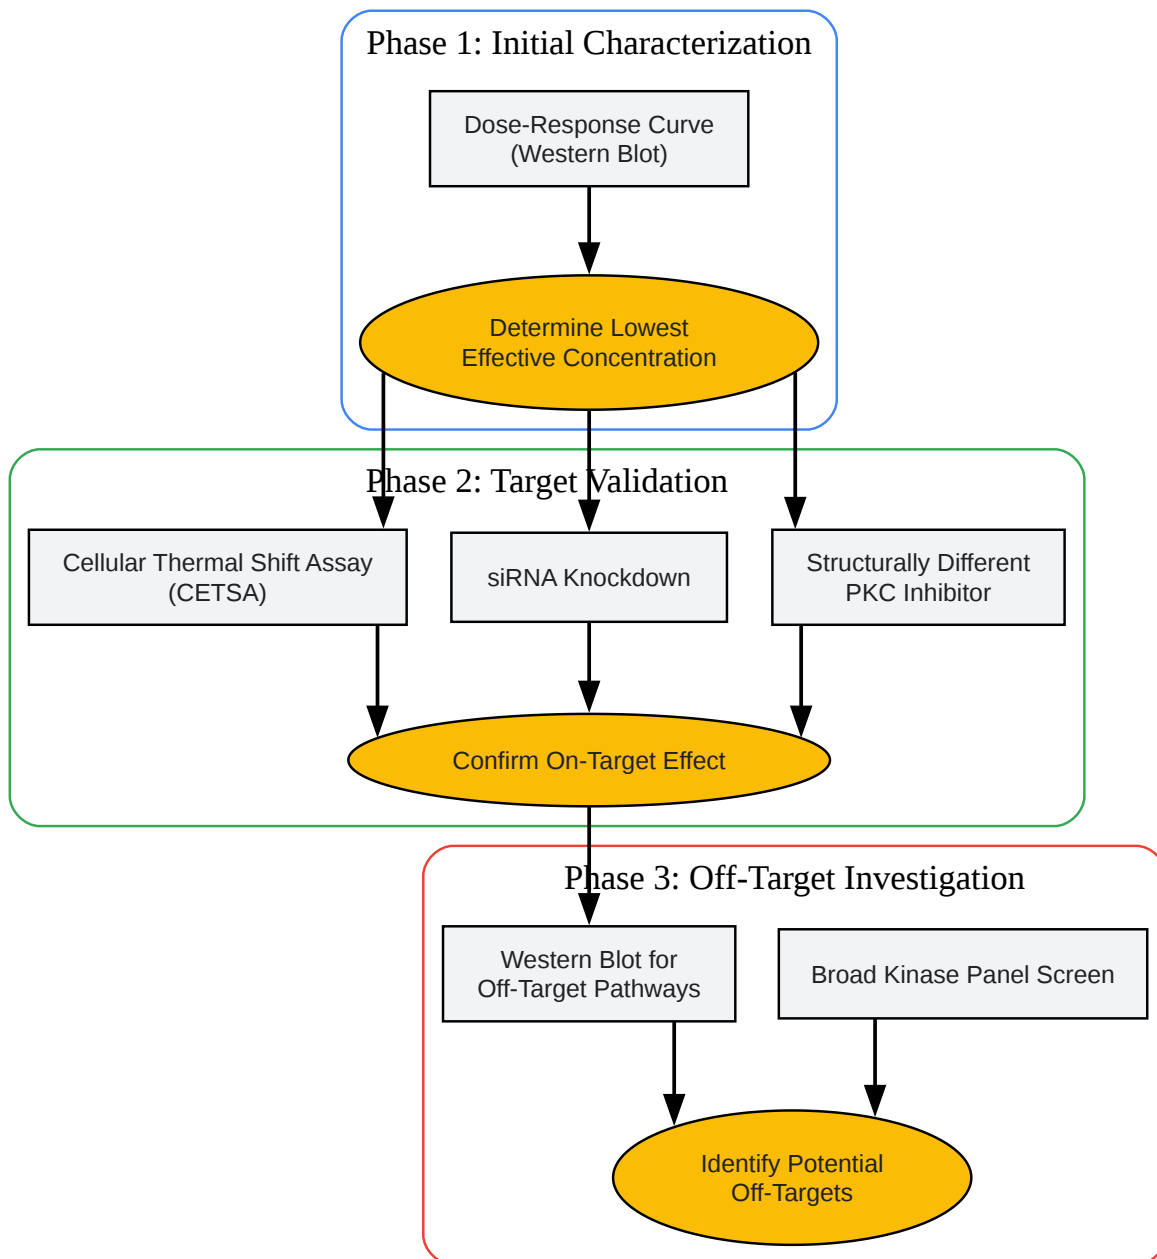 Phase 1: Initial Characterization
Dose-Response Curve
(Western Blot)
Determine Lowest
Effective Concentration
Phase 2: Target Validation
Cellular Thermal Shift Assay
(CETSA)
siRNA Knockdown
Structurally Different
PKC Inhibitor
Confirm On-Target Effect
Phase 3: Off-Target Investigation
Western Blot for
Off-Target Pathways
Broad Kinase Panel Screen
Identify Potential
Off-Targets